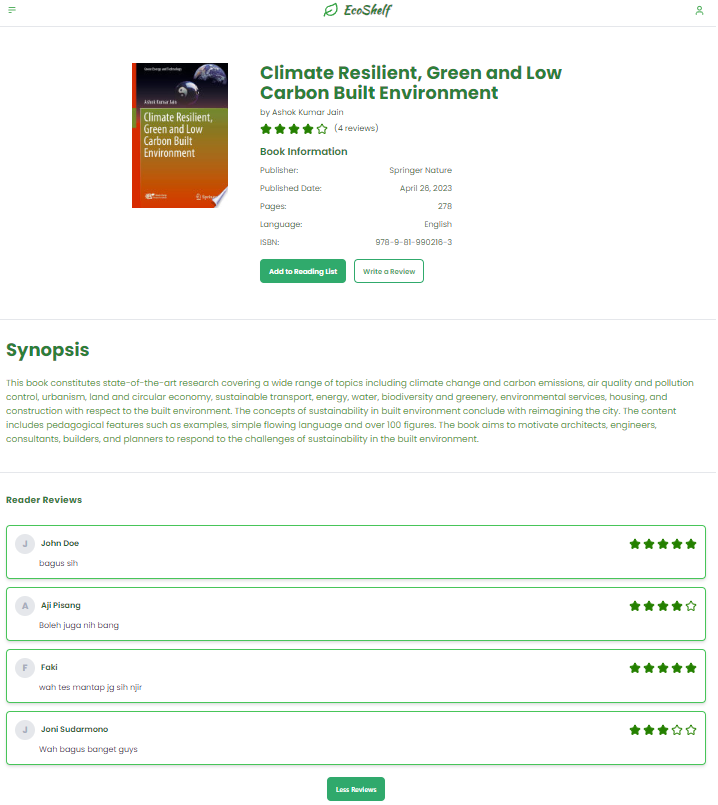 EcoShelf
Ashok Kumar Jain
Climate Resilient,
Green and Low
Carbon Built
Environment
Springer
Climate Resilient, Green and Low
Carbon Built Environment
by Ashok Kumar Jain
(4 reviews)
Book Information
Publisher: Springer Nature
Published Date: April 26, 2023
Pages: 278
Language: English
ISBN: 978-9-81-990216-3
Add to Reading List Write a Review
Synopsis
This book constitutes state-of-the-art research covering a wide range of topics including climate change and carbon emissions, air quality and pollution
control, urbanism, land and circular economy, sustainable transport, energy, water, biodiversity and greenery, environmental services, housing, and
construction with respect to the built environment. The concepts of sustainability in built environment conclude with reimagining the city. The content
includes pedagogical features such as examples, simple flowing language and over 100 figures. The book aims to motivate architects, engineers,
consultants, builders, and planners to respond to the challenges of sustainability in the built environment.
Reader Reviews
J John Doe
bagus sih
A Aji Pisang
Boleh juga nih bang
F Faki
wah tes mantap jg sih njir
J Joni Sudarmono
Wah bagus banget guys
Less Reviews